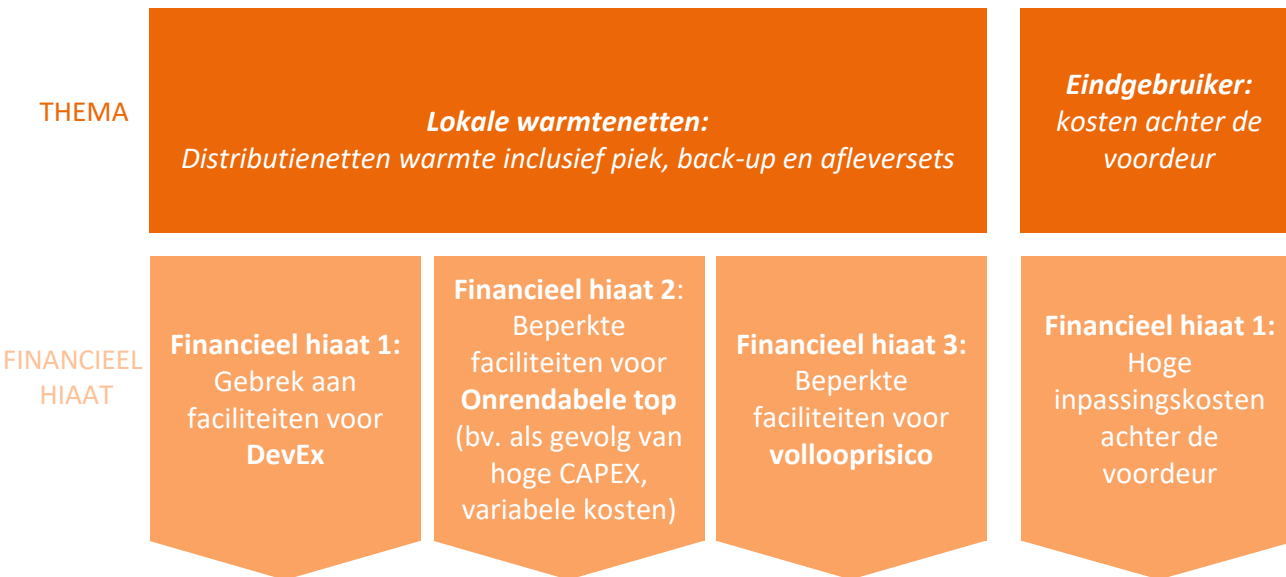 THEMA
Lokale warmtenetten:
Distributienetten warmte inclusief piek, back-up en afleversets
Eindgebruiker:
kosten achter de
voordeur
FINANCIEEL
HIAAT
Financieel hiaat 1:
Gebrek aan
faciliteiten voor
DevEx
Financieel hiaat 2:
Beperkte
faciliteiten voor
Onrendabele top
(bv. als gevolg van
hoge CAPEX,
variabele kosten)
Financieel hiaat 3:
Beperkte
faciliteiten voor
vollooprisico
Financieel hiaat 1:
Hoge
inpassingskosten
achter de
voordeur